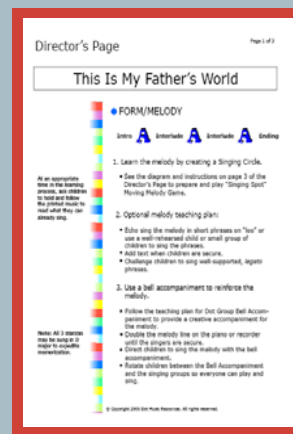 Director's Page
Page 1 of 3
This Is My Father's World
FORM/MELODY
Intro A Interlude A Interlude A Ending
1. Learn the melody by creating a Singing Circle.
• See the diagram and instructions on page 3 of the
Director's Page to prepare and play "Singing Spot"
Moving Melody Game.
At an appropriate
time in the learning
process, ask children
to hold and follow
the printed music to
read what they can
already sing.
2. Optional melody teaching plan:
• Echo sing the melody in short phrases on "loo" or
use a well-rehearsed child or small group of
children to sing the phrases.
• Add text when children are secure.
• Challenge children to sing well-supported, legato
phrases.
3. Use a bell accompaniment to reinforce the
melody.
• Follow the teaching plan for Dot Group Bell Accompa-
niment to provide a creative accompaniment for
the melody.
• Double the melody line on the piano or recorder
until the singers are secure.
• Direct children to sing the melody with the bell
accompaniment.
• Rotate children between the Bell Accompaniment
and the singing groups so everyone can play and
sing.
Note: All 3 stanzas
may be sung in D
major to expedite
memorization.
© Copyright 2005 Dot Music Resources. All rights reserved.